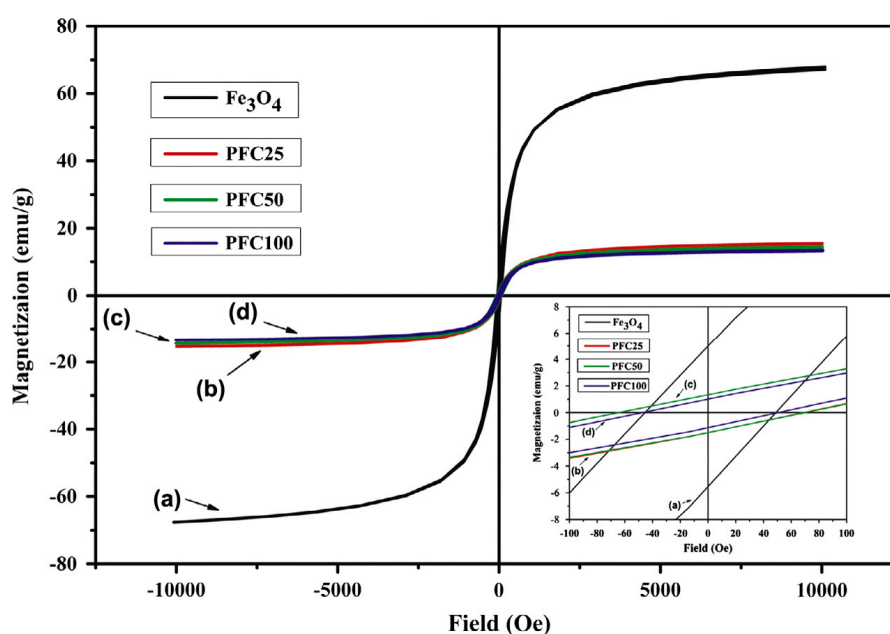 80
60
40
20
0
-20
-40
-60
-80
Magnetizaion (emu/g)
Fe₃O₄
PFC25
PFC50
PFC100
(c)
(d)
(b)
(a)
-10000
-5000
0
5000
10000
Field (Oe)
8
6
4
2
0
-2
-4
-6
-8
Magnetizaion (emu/g)
Fe₃O₄
PFC25
PFC50
PFC100
(c)
(d)
(b)
(a)
-100
-80
-60
-40
-20
0
20
40
60
80
100
Field (Oe)